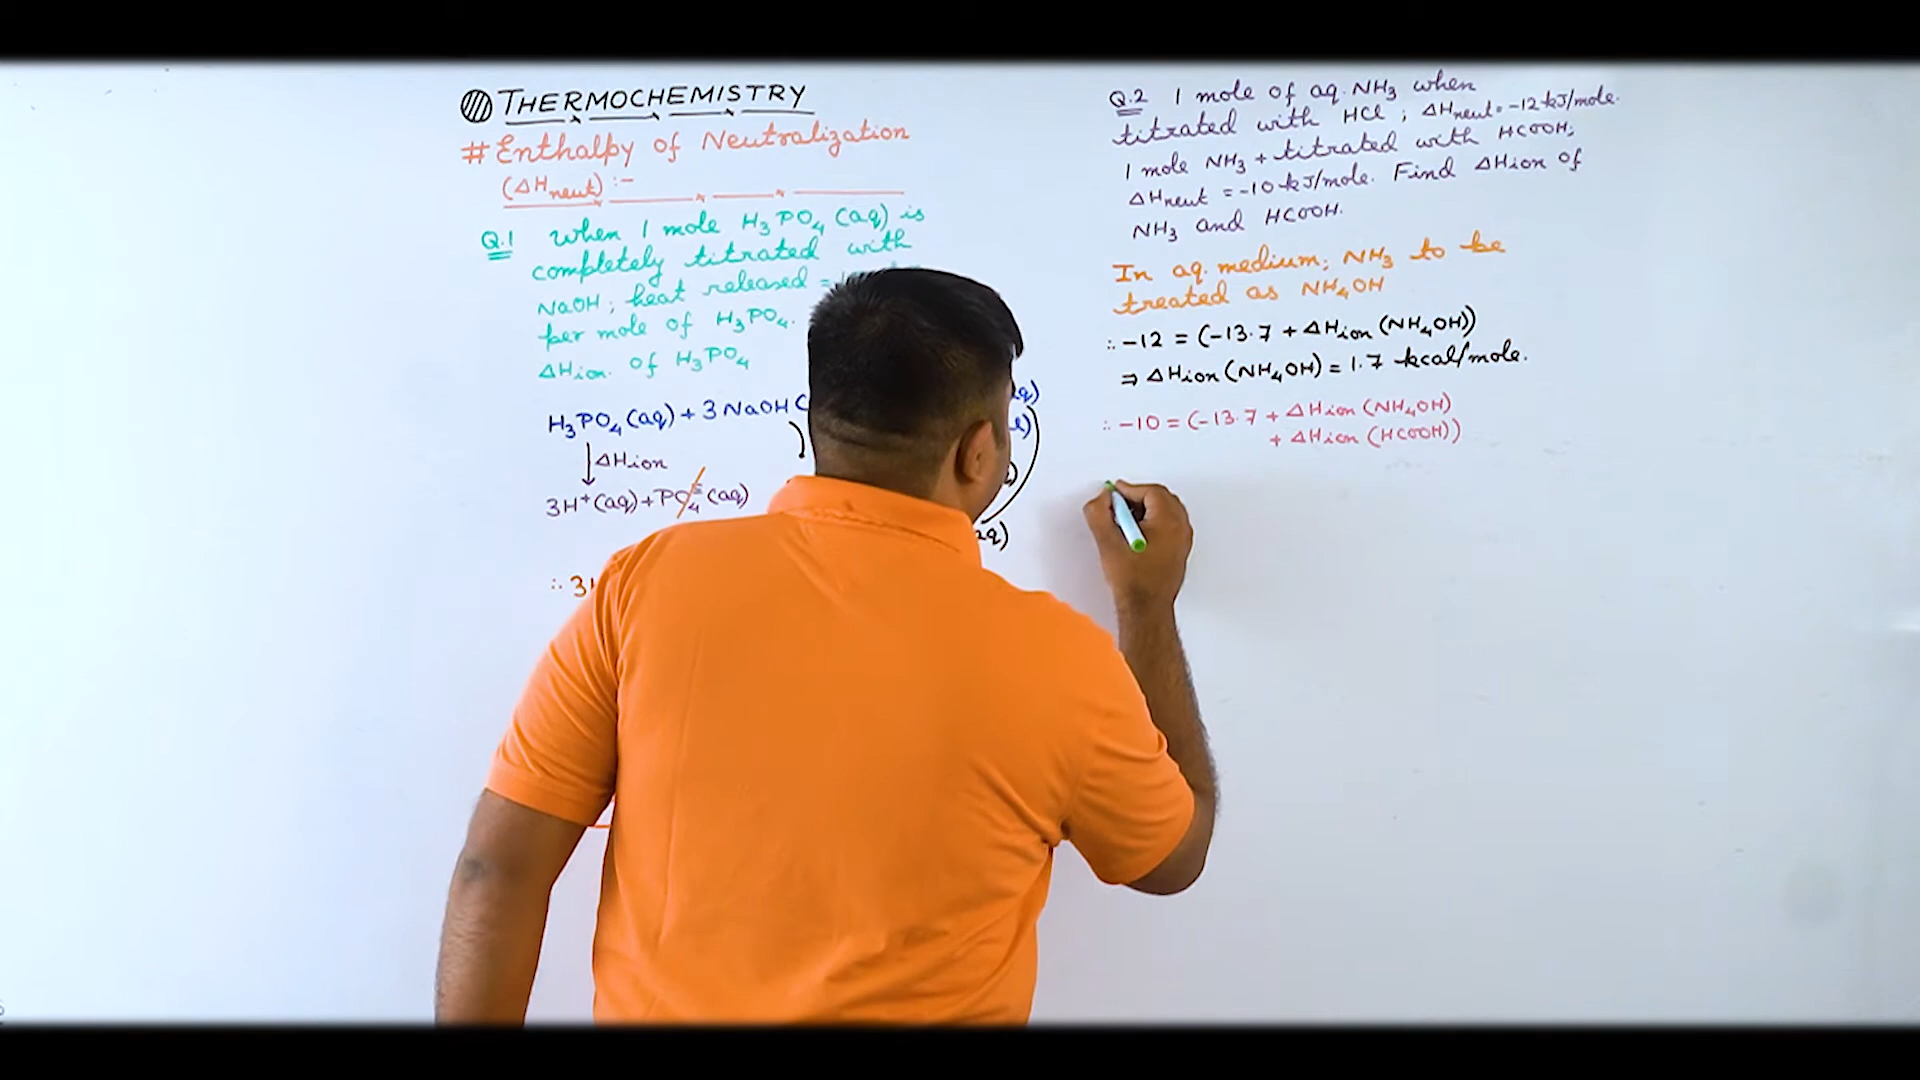 THERMOCHEMISTRY
# Enthalpy of Neutralization
(ΔHneut) :-
Q.1 When 1 mole H₃PO₄ (aq) is
completely titrated with
NaOH; heat released =
per mole of H₃PO₄.
ΔHion. of H₃PO₄
H₃PO₄(aq) + 3 NaOH (
ΔHion
3H⁺(aq) + PO₄³⁻(aq)
∴ 3
Q.2 1 mole of aq. NH₃ when
titrated with HCl ; ΔHneut = -12 kJ/mole.
1 mole NH₃ + titrated with HCOOH;
ΔHneut = -10 kJ/mole. Find ΔHion of
NH₃ and HCOOH.
In aq. medium; NH₃ to be
treated as NH₄OH
∴ -12 = (-13.7 + ΔHion (NH₄OH))
⇒ ΔHion (NH₄OH) = 1.7 kcal/mole.
∴ -10 = (-13.7 + ΔHion (NH₄OH)
+ ΔHion (HCOOH))